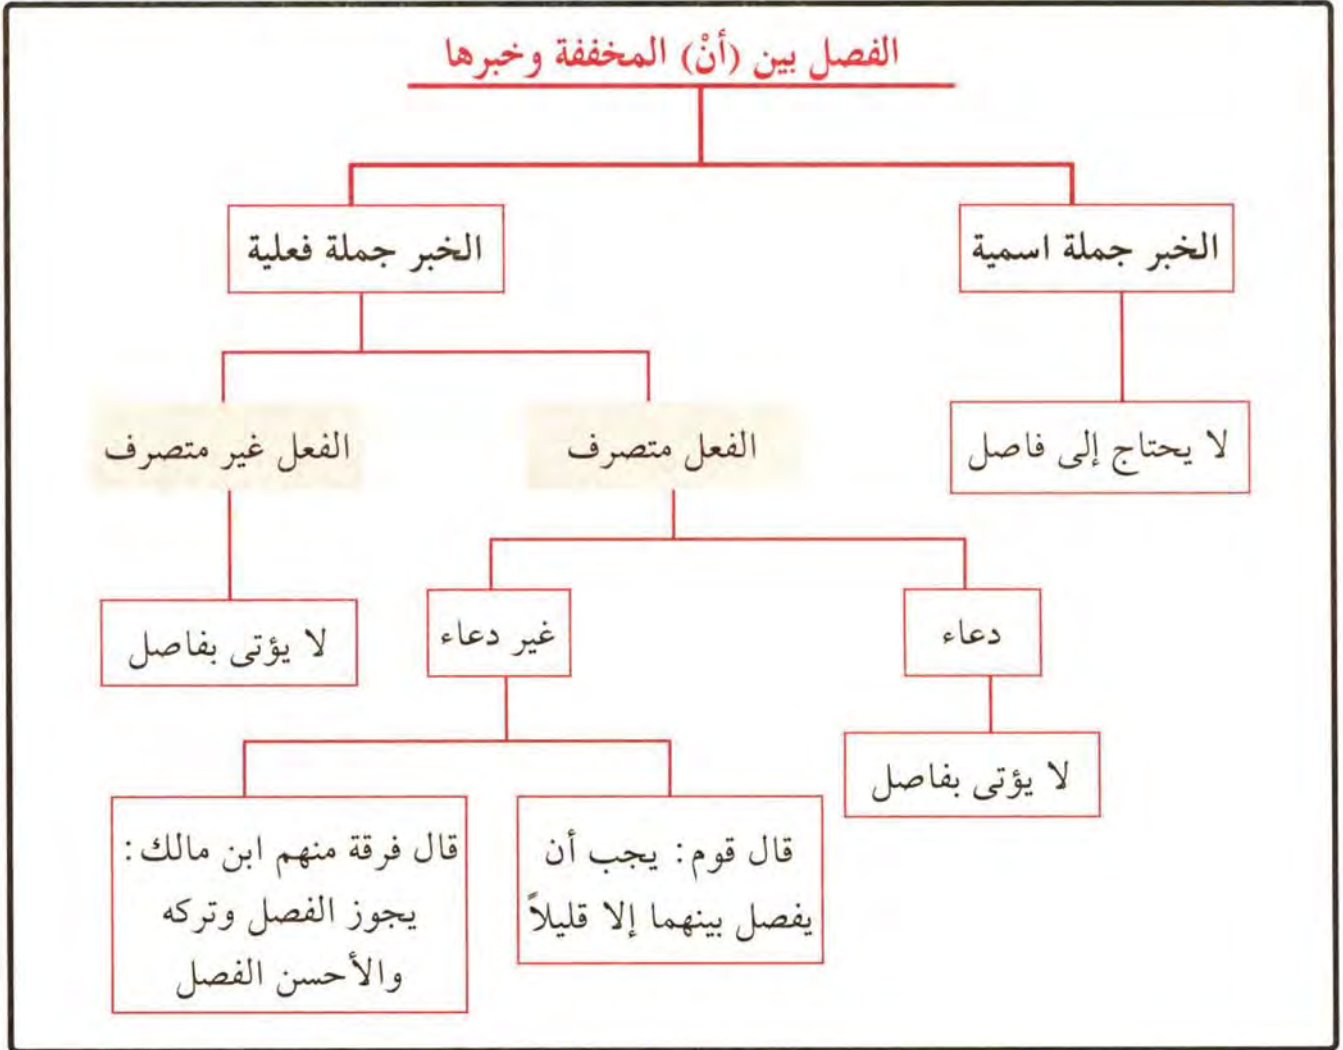 الفصل بين (أنْ) المخففة وخبرها
الخبر جملة اسمية
الخبر جملة فعلية
لا يحتاج إلى فاصل
الفعل متصرف
الفعل غير متصرف
دعاء
غير دعاء
لا يؤتى بفاصل
لا يؤتى بفاصل
قال قوم: يجب أن
يفصل بينهما إلا قليلاً
قال فرقة منهم ابن مالك:
يجوز الفصل وتركه
والأحسن الفصل